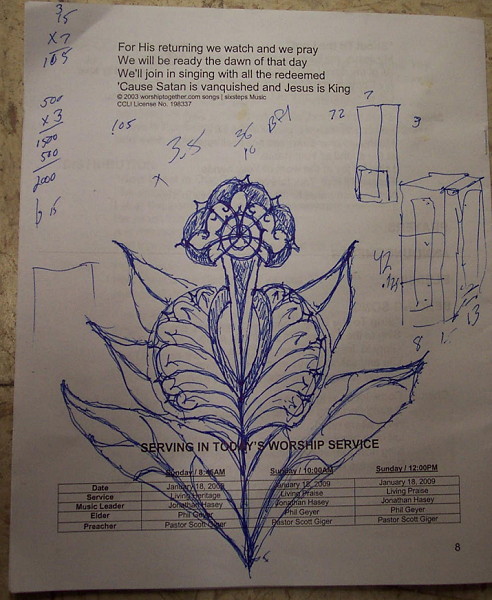 For His returning we watch and we pray
We will be ready the dawn of that day
We'll join in singing with all the redeemed
'Cause Satan is vanquished and Jesus is King
© 2003 worshiptogether.com songs | sixsteps Music
CCLI License No. 198337
3
15
x7
105
500
x 3
1500
500
2000
105
3.5
36
10
72
7
3
x
42
.125
8
13
SERVING IN TODAY'S WORSHIP SERVICE
Sunday / 8:45AM Sunday / 10:00AM Sunday / 12:00PM
Date January 18, 2009 January 18, 2009 January 18, 2009
Service Living Heritage Living Praise Living Praise
Music Leader Jonathan Hasey Jonathan Hasey Jonathan Hasey
Elder Phil Geyer Phil Geyer Phil Geyer
Preacher Pastor Scott Giger Pastor Scott Giger Pastor Scott Giger
8